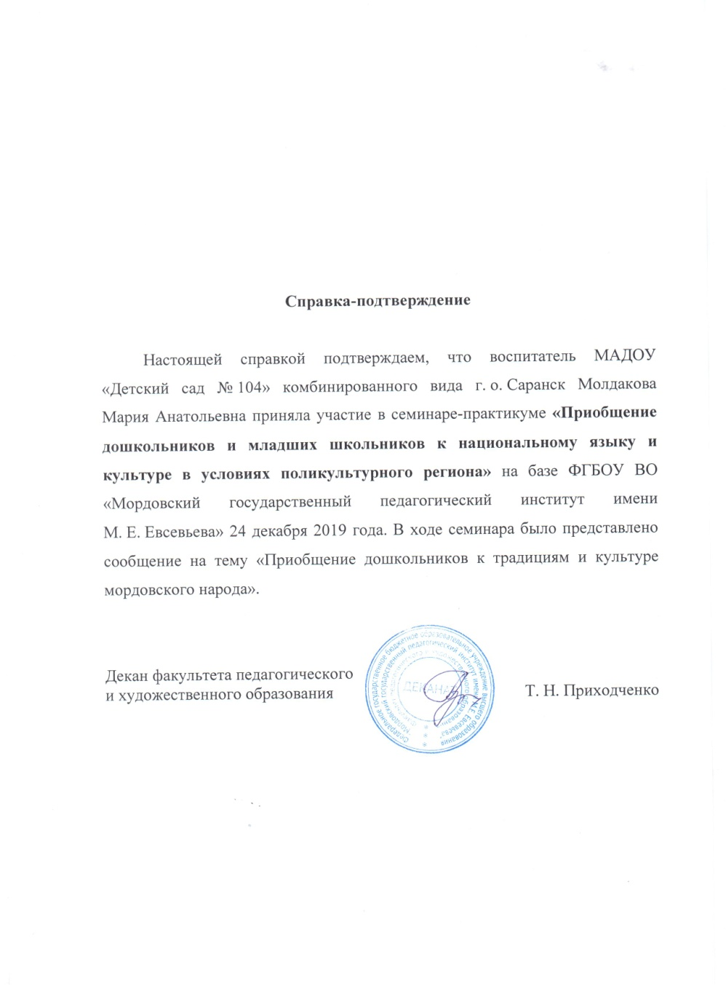 Справка-подтверждение
Настоящей справкой подтверждаем, что воспитатель МАДОУ
«Детский сад № 104» комбинированного вида г. о. Саранск Молдакова
Мария Анатольевна приняла участие в семинаре-практикуме «Приобщение
дошкольников и младших школьников к национальному языку и
культуре в условиях поликультурного региона» на базе ФГБОУ ВО
«Мордовский государственный педагогический институт имени
М. Е. Евсевьева» 24 декабря 2019 года. В ходе семинара было представлено
сообщение на тему «Приобщение дошкольников к традициям и культуре
мордовского народа».
Декан факультета педагогического
и художественного образования
Т. Н. Приходченко
Федеральное государственное бюджетное образовательное учреждение высшего образования
"Мордовский государственный педагогический институт имени М.Е. Евсевьева"
ДЕКАНАТ